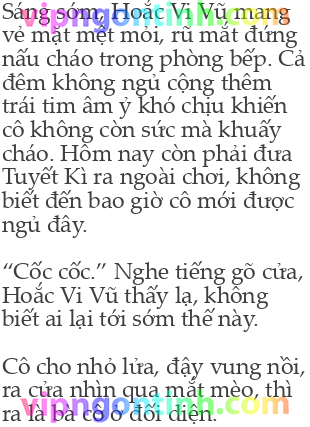 Sáng sớm, Hoắc Vi Vũ mang
vẻ mặt mệt mỏi, rũ mắt đứng
nấu cháo trong phòng bếp. Cả
đêm không ngủ cộng thêm
trái tim âm ỷ khó chịu khiến
cô không còn sức mà khuấy
cháo. Hôm nay còn phải đưa
Tuyết Kì ra ngoài chơi, không
biết đến bao giờ cô mới được
ngủ đây.
“Cốc cốc.” Nghe tiếng gõ cửa,
Hoắc Vi Vũ thấy lạ, không
biết ai lại tới sớm thế này.
Cô cho nhỏ lửa, đậy vung nồi,
ra cửa nhìn qua mắt mèo, thì
ra là bà cô ở đối diện.
vipngontinh.com
vipngontinh.com